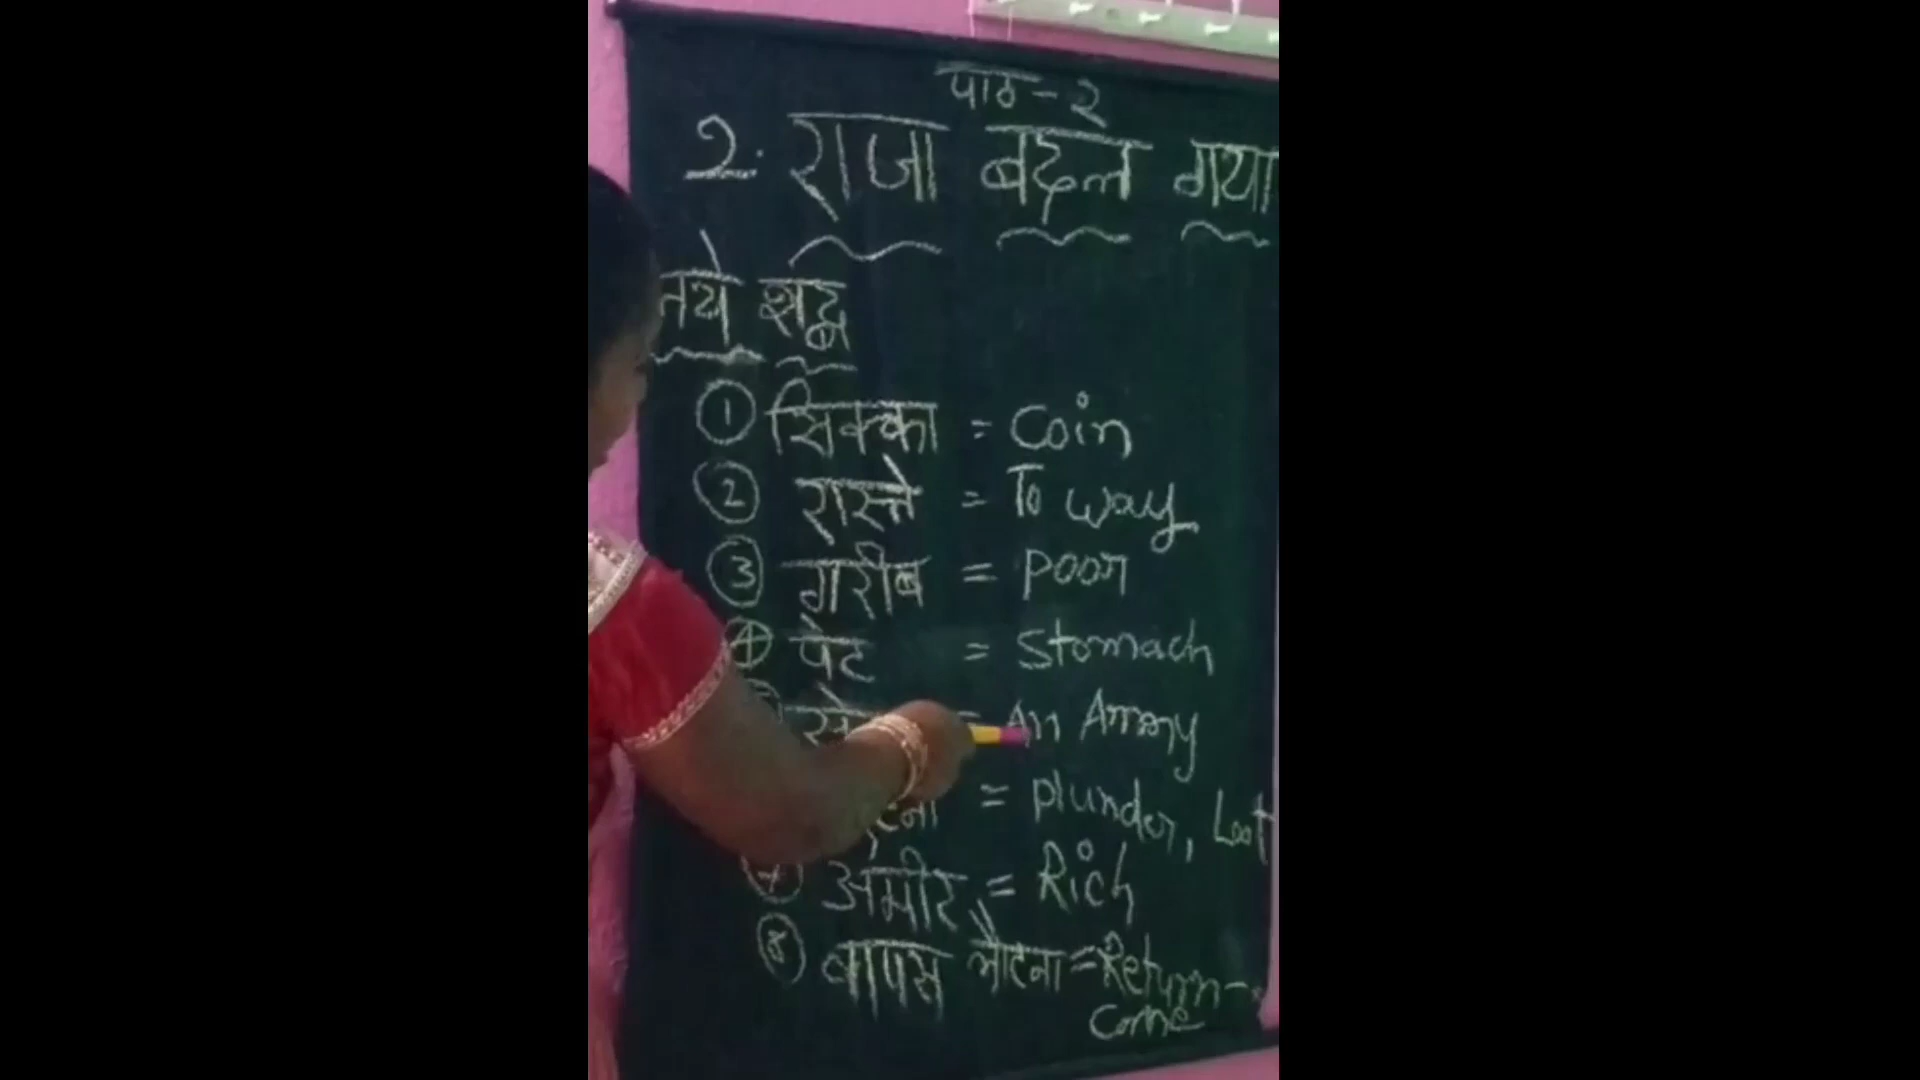 पाठ - २
2. राजा बदल गया
नये शब्द
① सिक्का = Coin
② रास्ते = To way
③ गरीब = Poor
④ पेट = Stomach
= An Army
= plunder, Loot
अमीर = Rich
⑧ वापस लौटना = Return-
Come